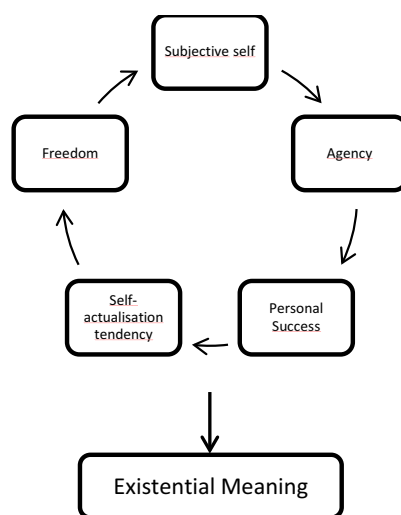 Subjective self
Freedom
Agency
Self-
actualisation
tendency
Personal
Success
Existential Meaning